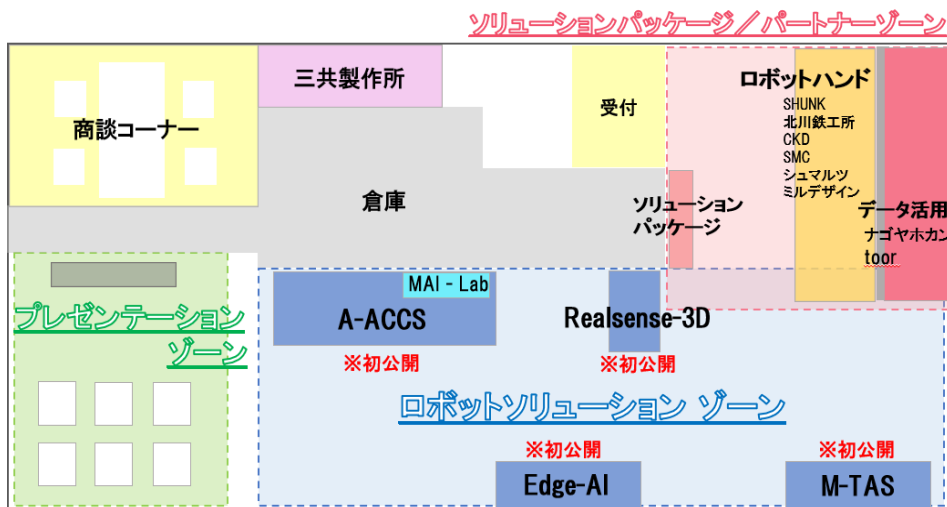 ソリューションパッケージ／パートナーゾーン
三共製作所
商談コーナー
受付
ロボットハンド
SHUNK
北川鉄工所
CKD
SMC
シュマルツ
ミルデザイン
倉庫
ソリューション
パッケージ
データ活用
ナゴヤホカン
toor
MAI - Lab
A-ACCS
Realsense-3D
※初公開
※初公開
プレゼンテーション
ゾーン
ロボットソリューション ゾーン
※初公開
※初公開
Edge-AI
M-TAS